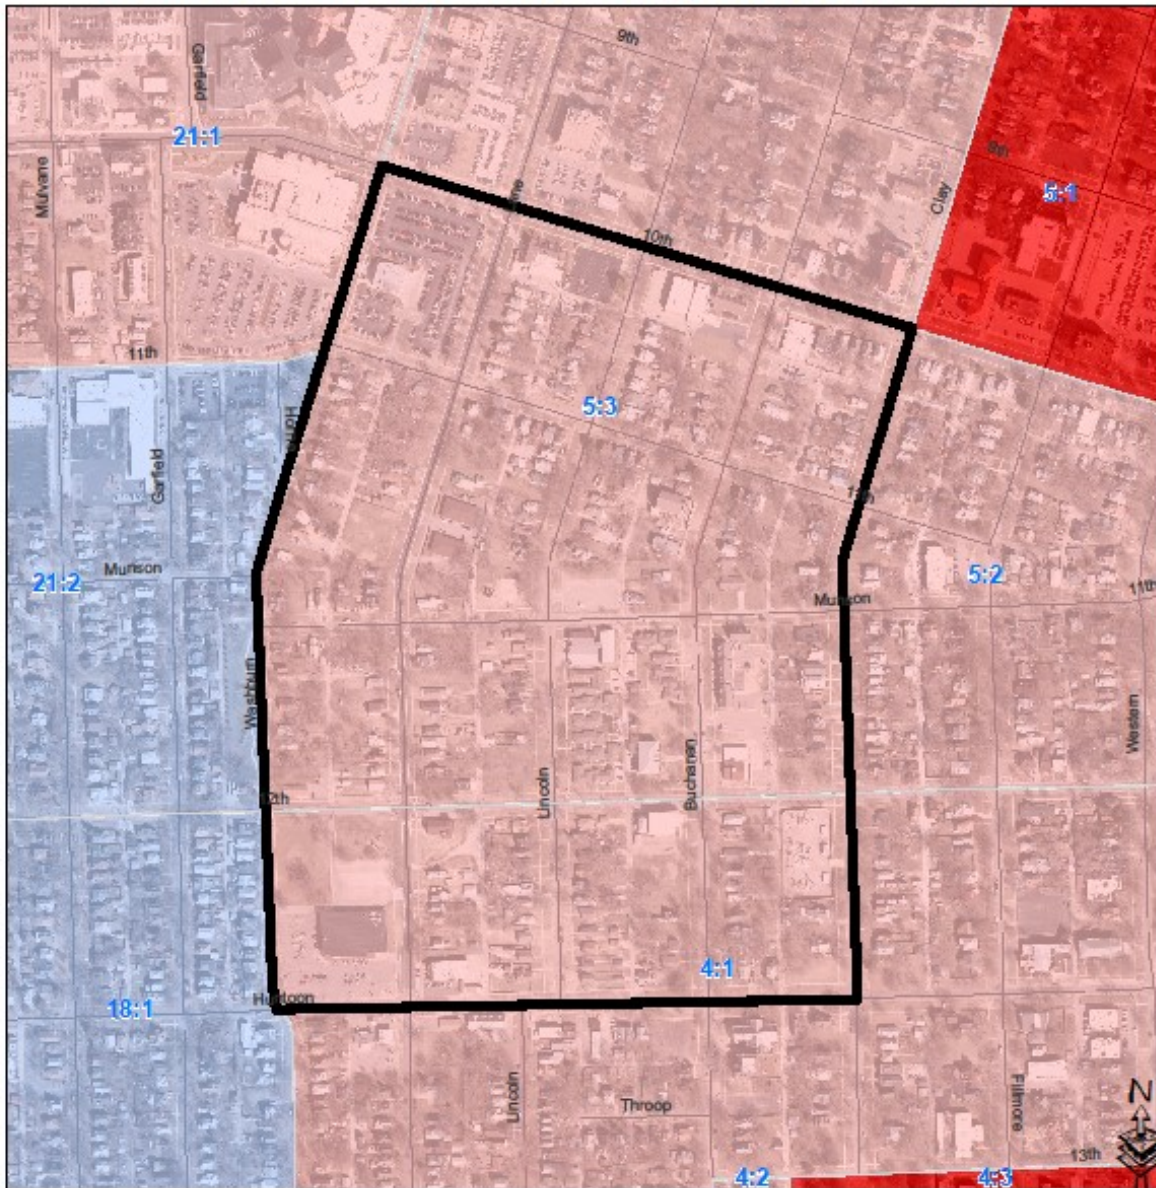 9th
Garfield
21:1
9th
Mulvane
5:1
Clay
10th
11th
5:3
Garfield
11th
Munson
21:2
5:2
11th
Munson
Washburn
Western
Lincoln
Buchanan
12th
4:1
Huntoon
18:1
N
Lincoln
Throop
Fillmore
13th
4:2
4:3